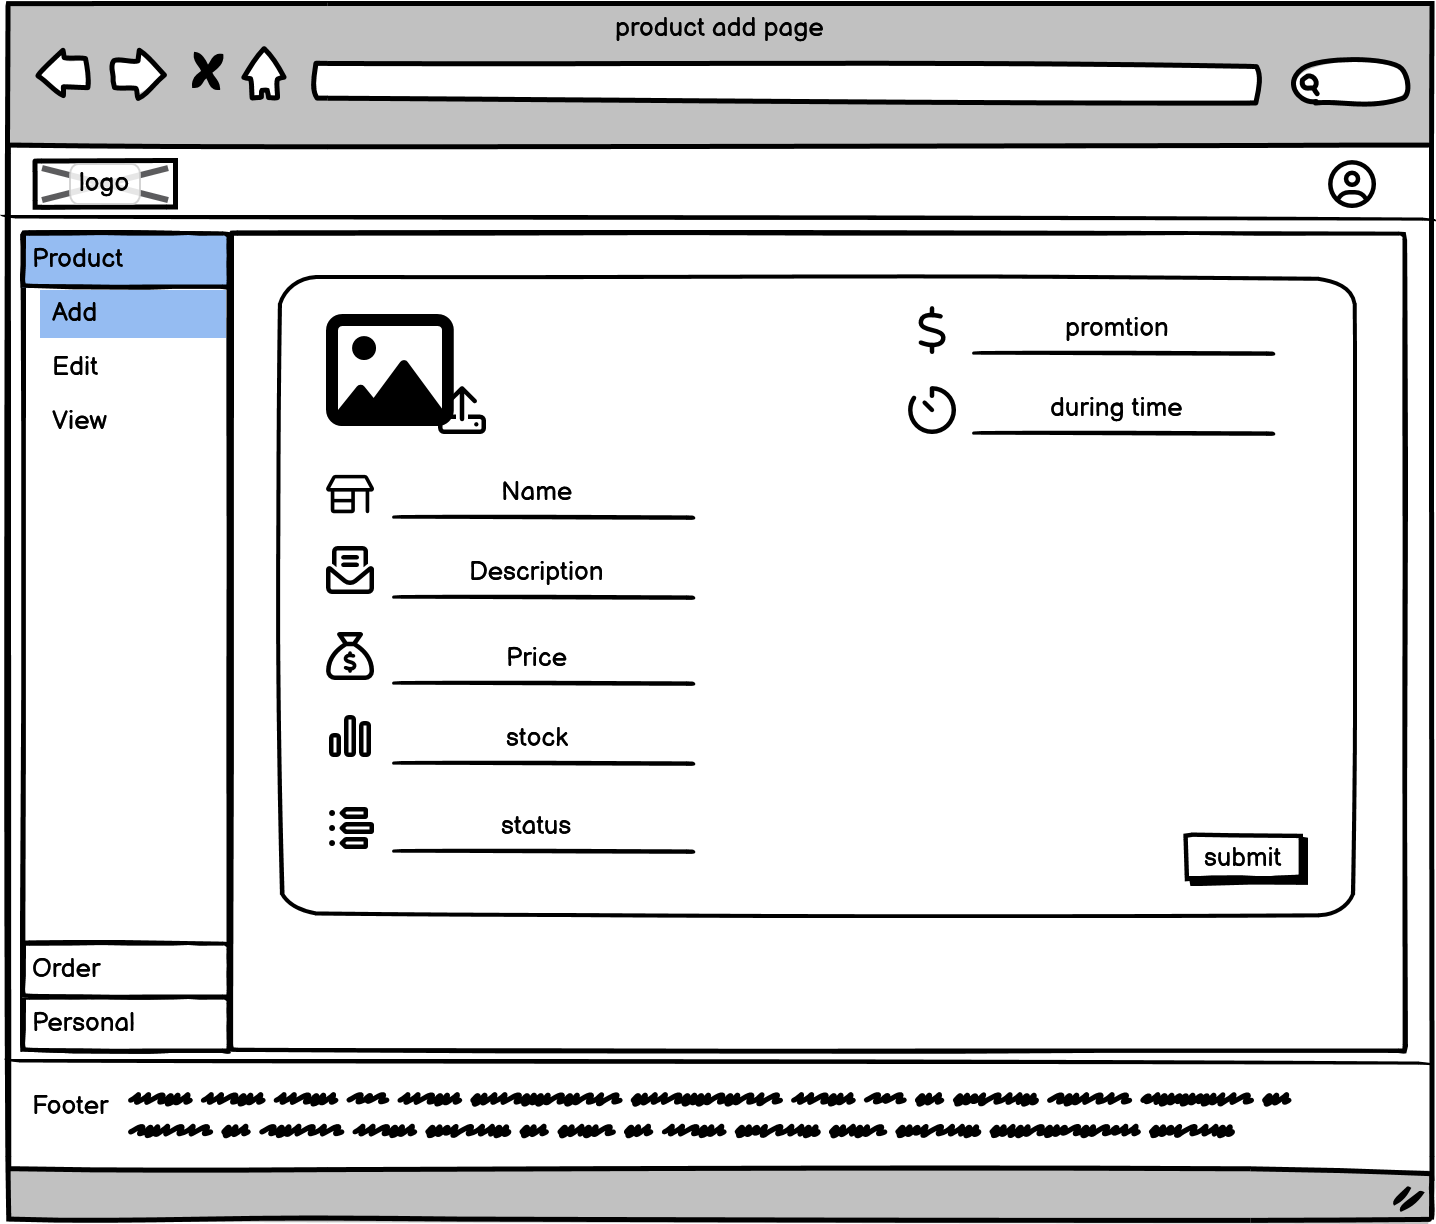 product add page
logo
Product
Add
Edit
View
promtion
during time
Name
Description
Price
stock
status
submit
Order
Personal
Footer